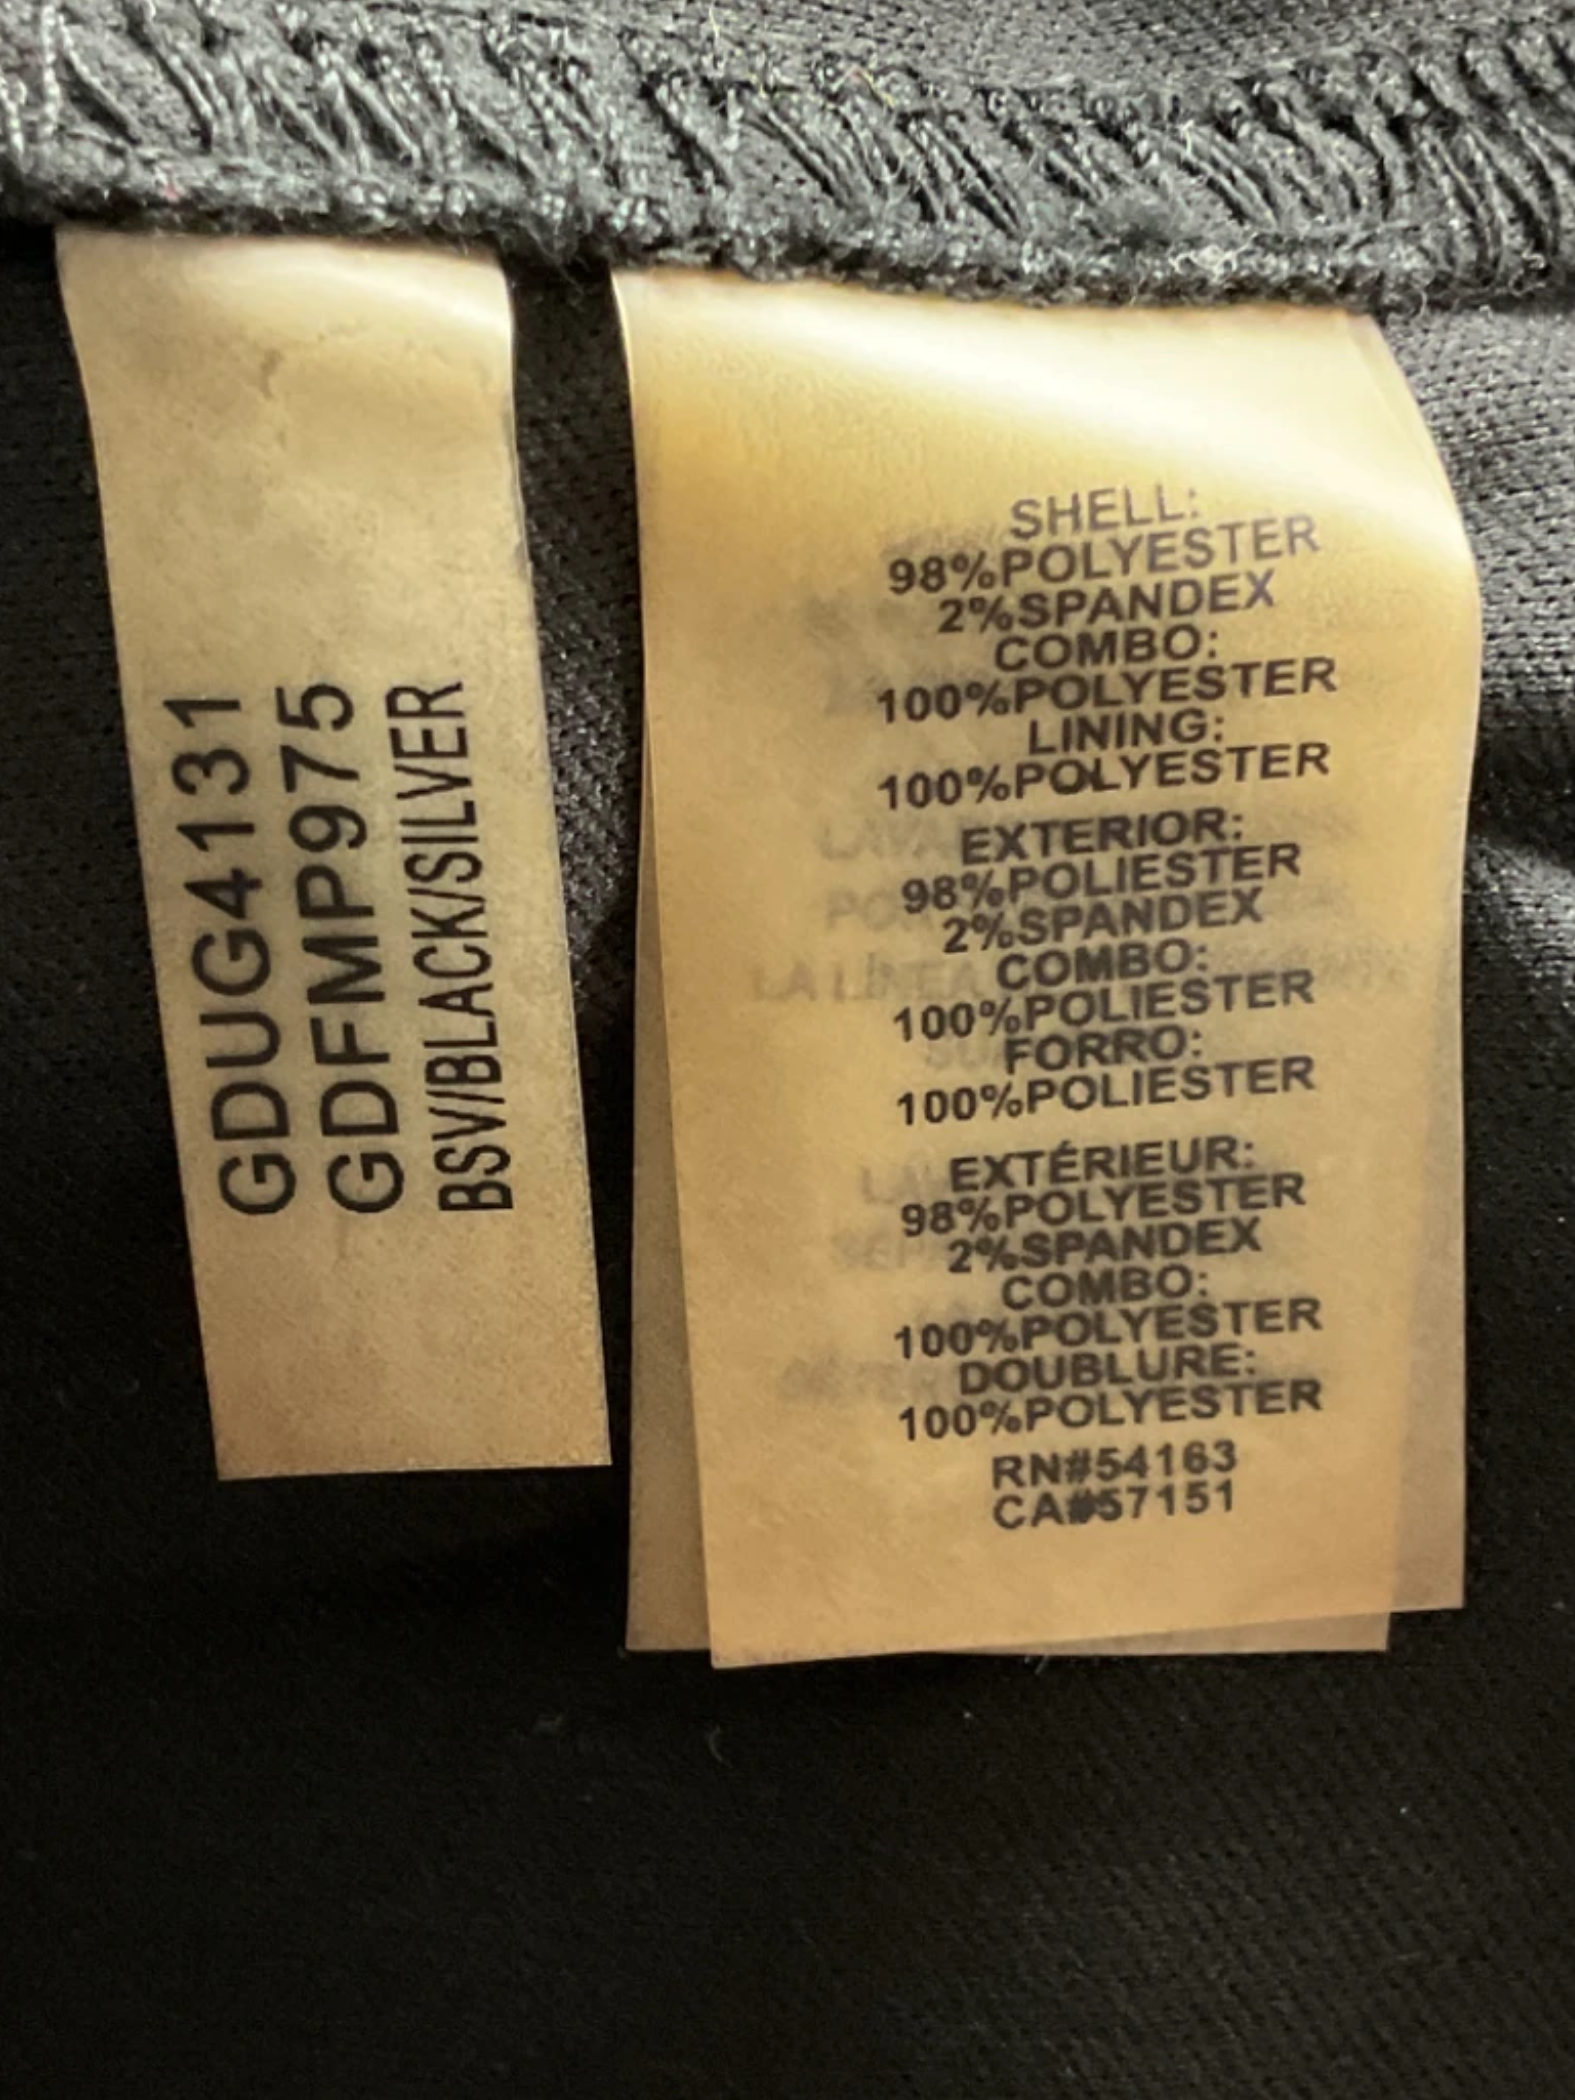 GDUG4131
GDFMP975
BSV/BLACK/SILVER
SHELL:
98%POLYESTER
2%SPANDEX
COMBO:
100%POLYESTER
LINING:
100%POLYESTER
EXTERIOR:
98%POLIESTER
2%SPANDEX
COMBO:
100%POLIESTER
FORRO:
100%POLIESTER
EXTÉRIEUR:
98%POLYESTER
2%SPANDEX
COMBO:
100%POLYESTER
DOUBLURE:
100%POLYESTER
RN#54163
CA#57151